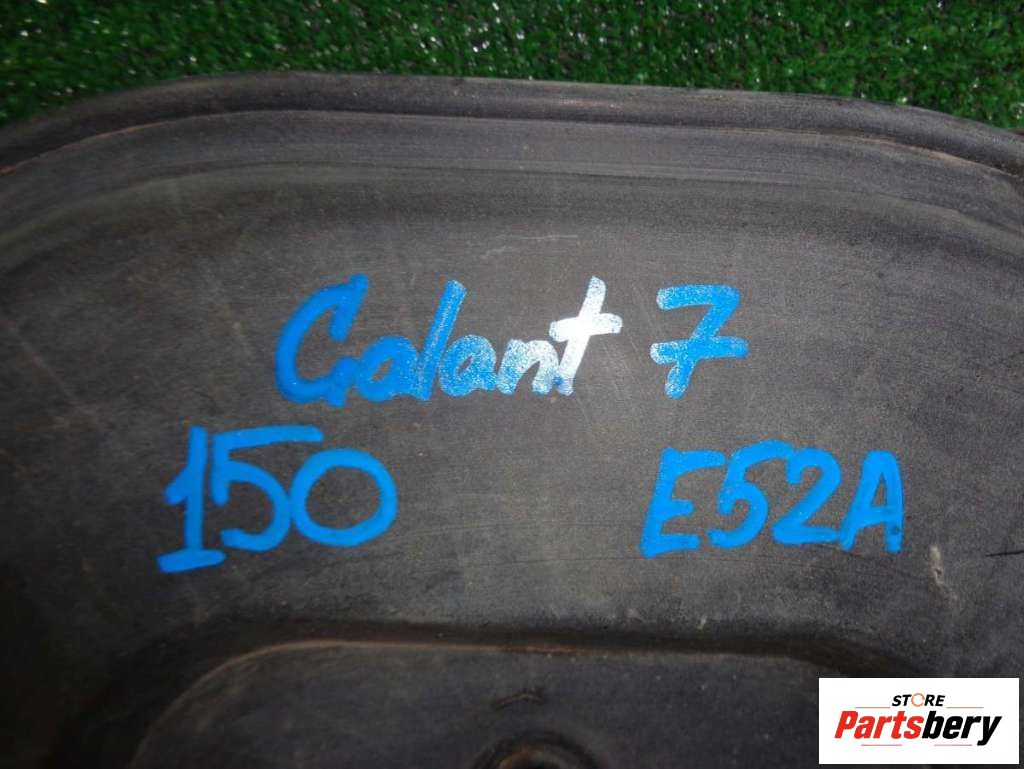 Galant 7
150 E52A
STORE
Partsbery